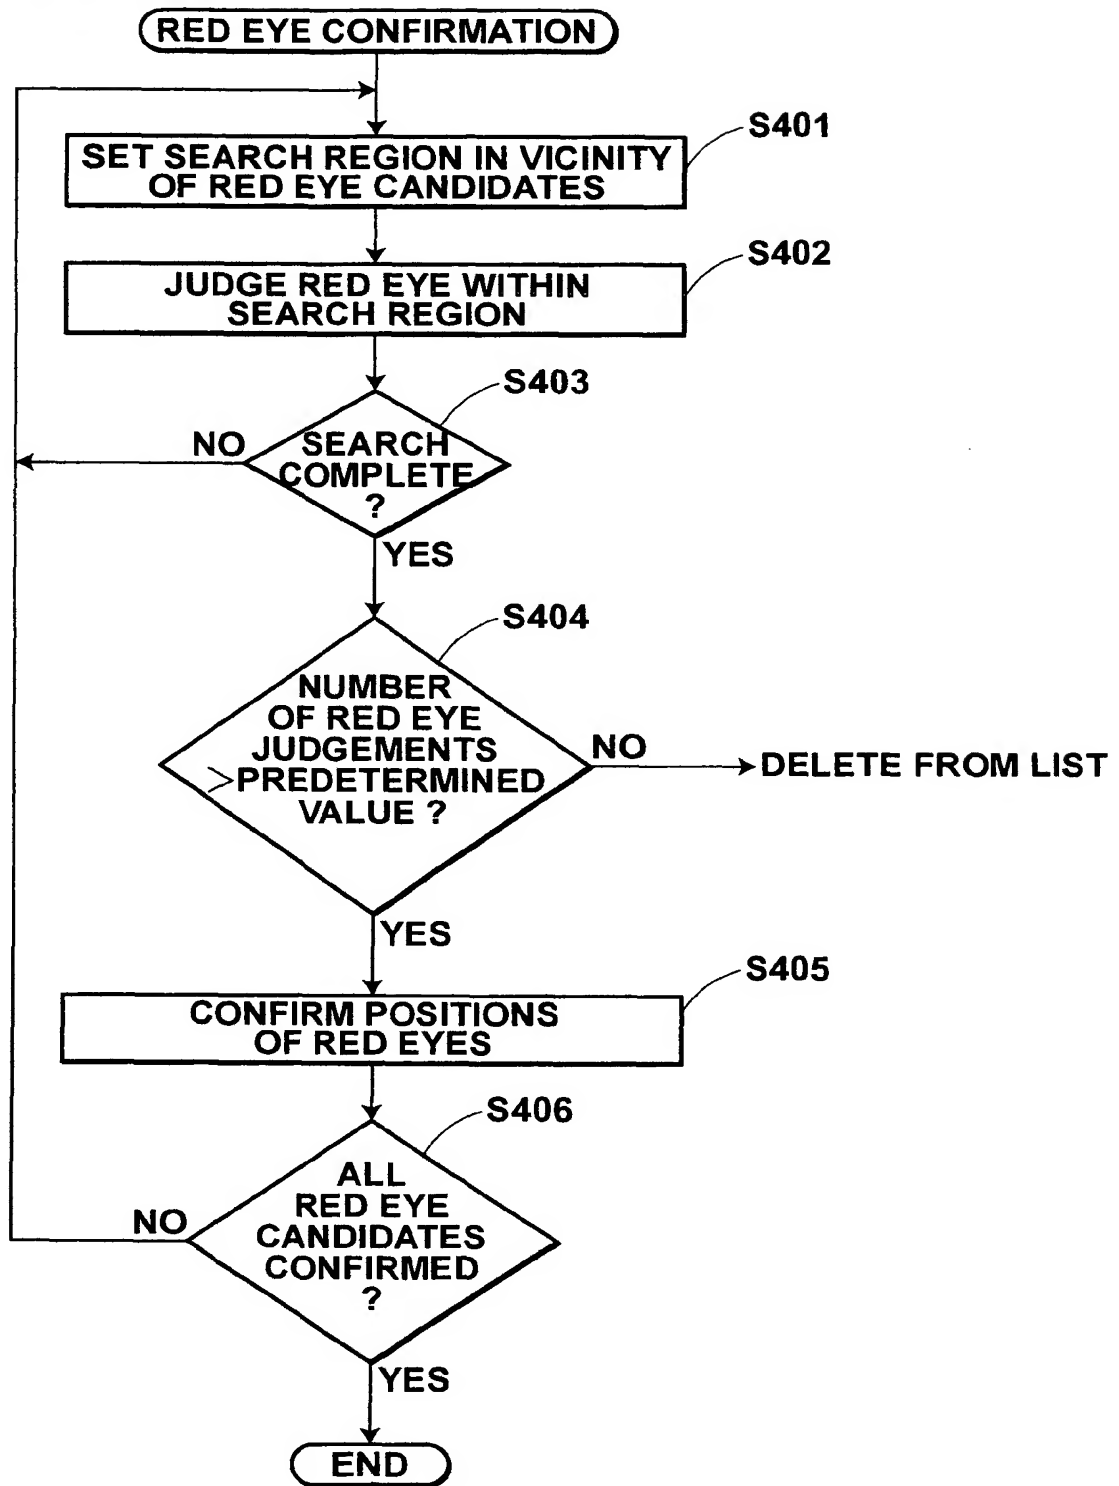 RED EYE CONFIRMATION
S401
SET SEARCH REGION IN VICINITY
OF RED EYE CANDIDATES
S402
JUDGE RED EYE WITHIN
SEARCH REGION
S403
NO
SEARCH
COMPLETE
?
YES
S404
NUMBER
OF RED EYE
JUDGEMENTS
>PREDETERMINED
VALUE ?
NO
DELETE FROM LIST
YES
S405
CONFIRM POSITIONS
OF RED EYES
S406
ALL
RED EYE
CANDIDATES
CONFIRMED
?
NO
YES
END